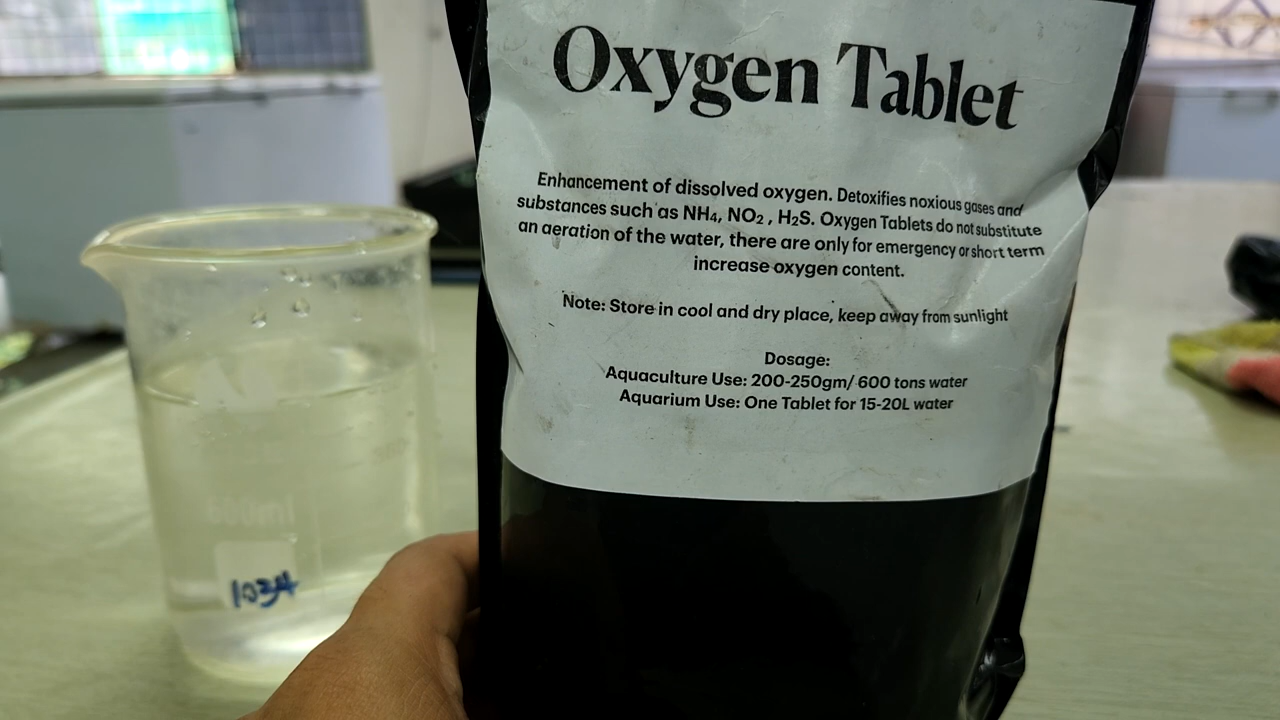 Oxygen Tablet
Enhancement of dissolved oxygen. Detoxifies noxious gases and
substances such as NH₄, NO₂ , H₂S. Oxygen Tablets do not substitute
an aeration of the water, there are only for emergency or short term
increase oxygen content.
Note: Store in cool and dry place, keep away from sunlight
Dosage:
Aquaculture Use: 200-250gm/ 600 tons water
Aquarium Use: One Tablet for 15-20L water
1034